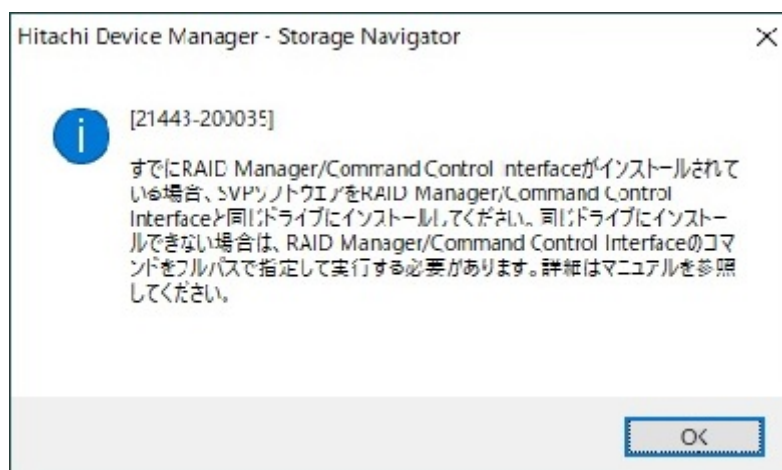 Hitachi Device Manager - Storage Navigator
[21443-200035]
すでにRAID Manager/Command Control Interfaceがインストールされて
いる場合、SVPソフトウエアをRAID Manager/Command Control
Interfaceと同じドライブにインストールしてください。同じドライブにインストー
ルできない場合は、RAID Manager/Command Control Interfaceのコマ
ンドをフルパスで指定して実行する必要があります。詳細はマニュアルを参照
してください。
OK